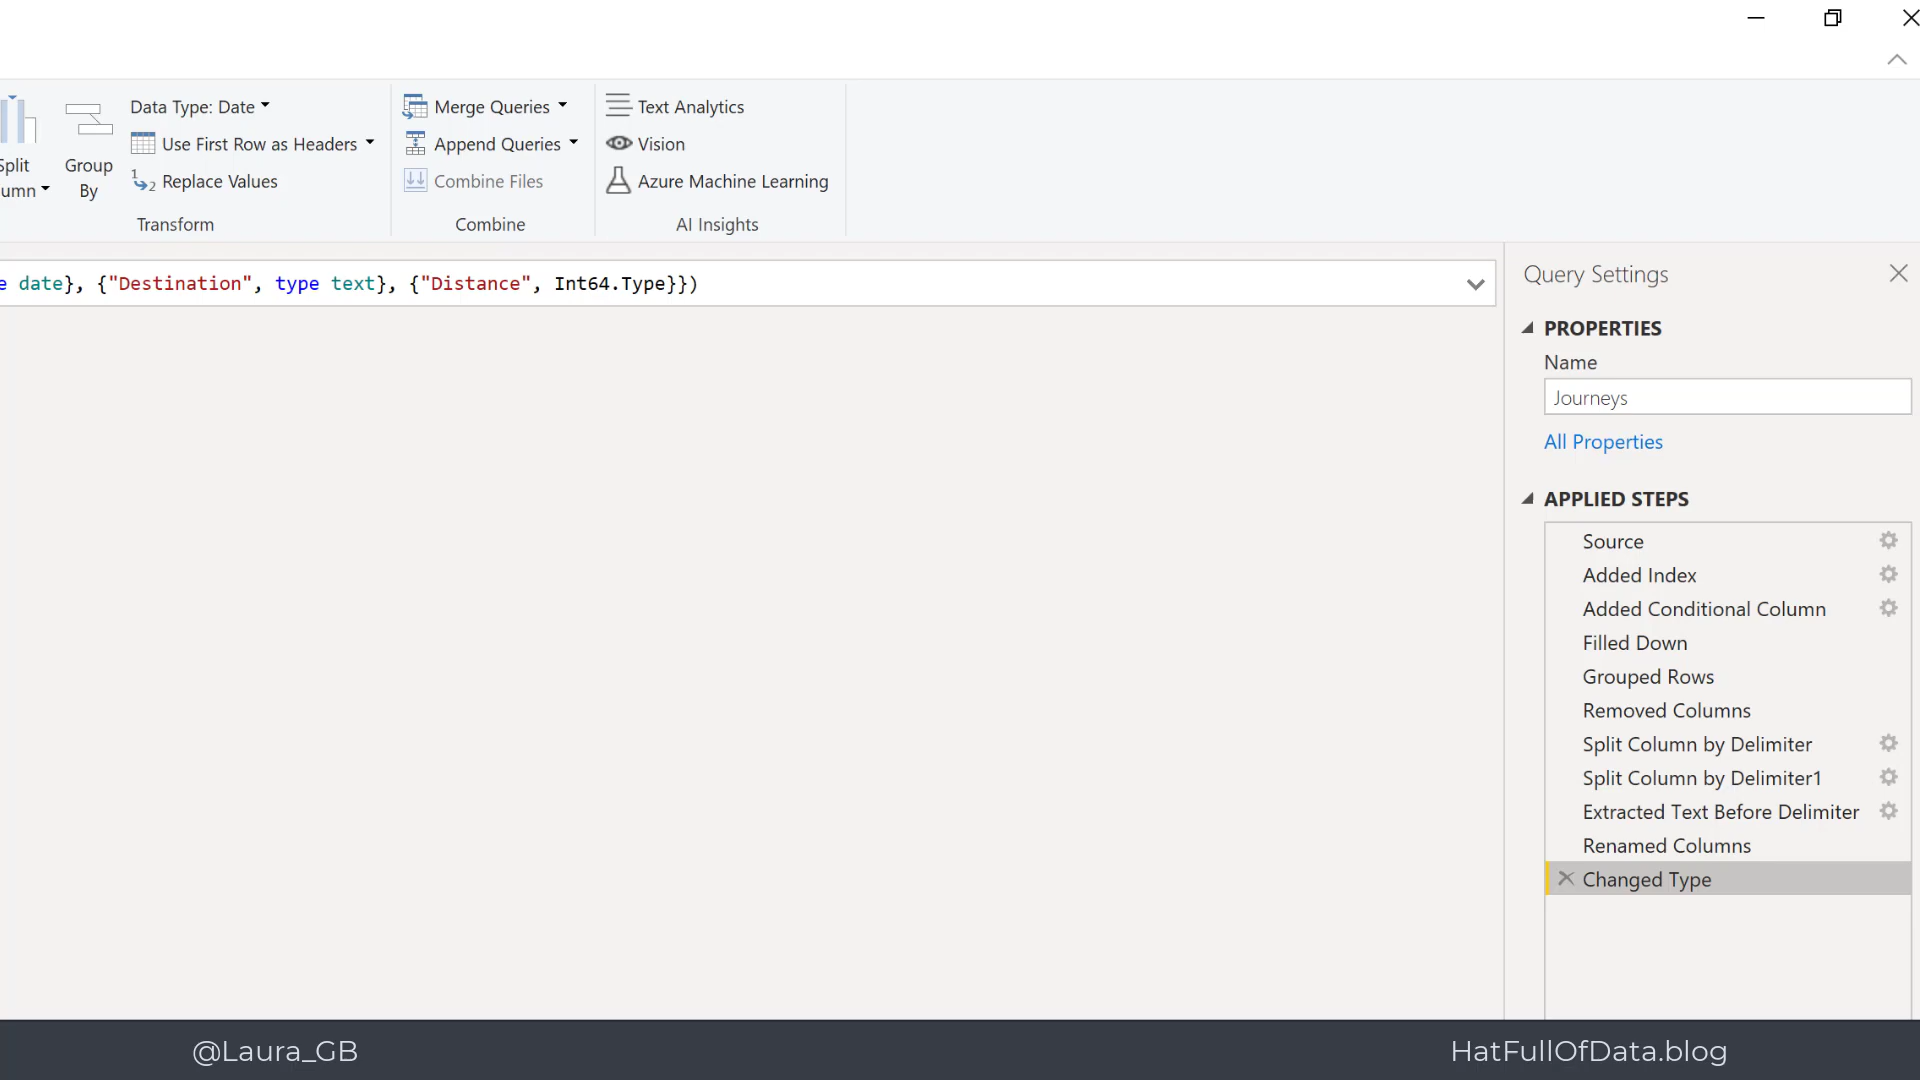 Data Type: Date
Merge Queries
Text Analytics
Use First Row as Headers
Append Queries
Vision
Split
Group
umn
By
1
2
Replace Values
Combine Files
Azure Machine Learning
Transform
Combine
AI Insights
e date}, {"Destination", type text}, {"Distance", Int64.Type}})
Query Settings
PROPERTIES
Name
Journeys
All Properties
APPLIED STEPS
Source
Added Index
Added Conditional Column
Filled Down
Grouped Rows
Removed Columns
Split Column by Delimiter
Split Column by Delimiter1
Extracted Text Before Delimiter
Renamed Columns
Changed Type
@Laura_GB
HatFullOfData.blog